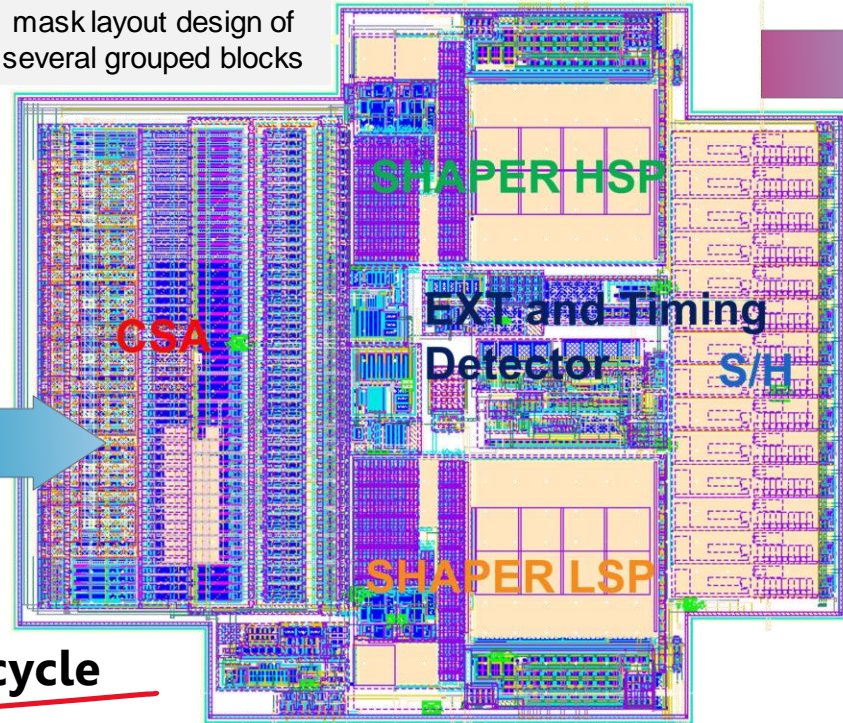 mask layout design of
several grouped blocks
SHAPER HSP
CSA
EXT and Timing
Detector
S/H
SHAPER LSP
cycle